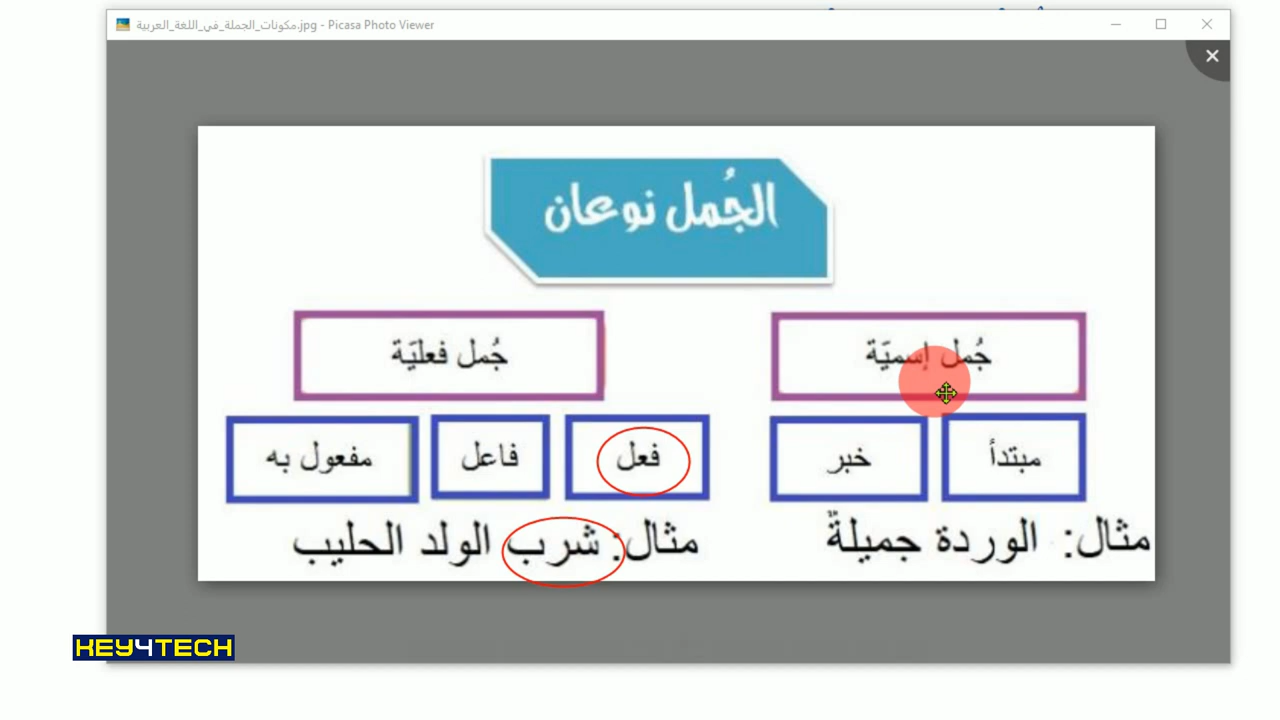 مكونات_الجملة_في_اللغة_العربية.jpg - Picasa Photo Viewer
الجُمل نوعان
جُمل إسميّة
جُمل فعليّة
مبتدأ
خبر
فعل
فاعل
مفعول به
مثال: الوردة جميلةٌ
مثال: شرب الولد الحليب
KEY4TECH